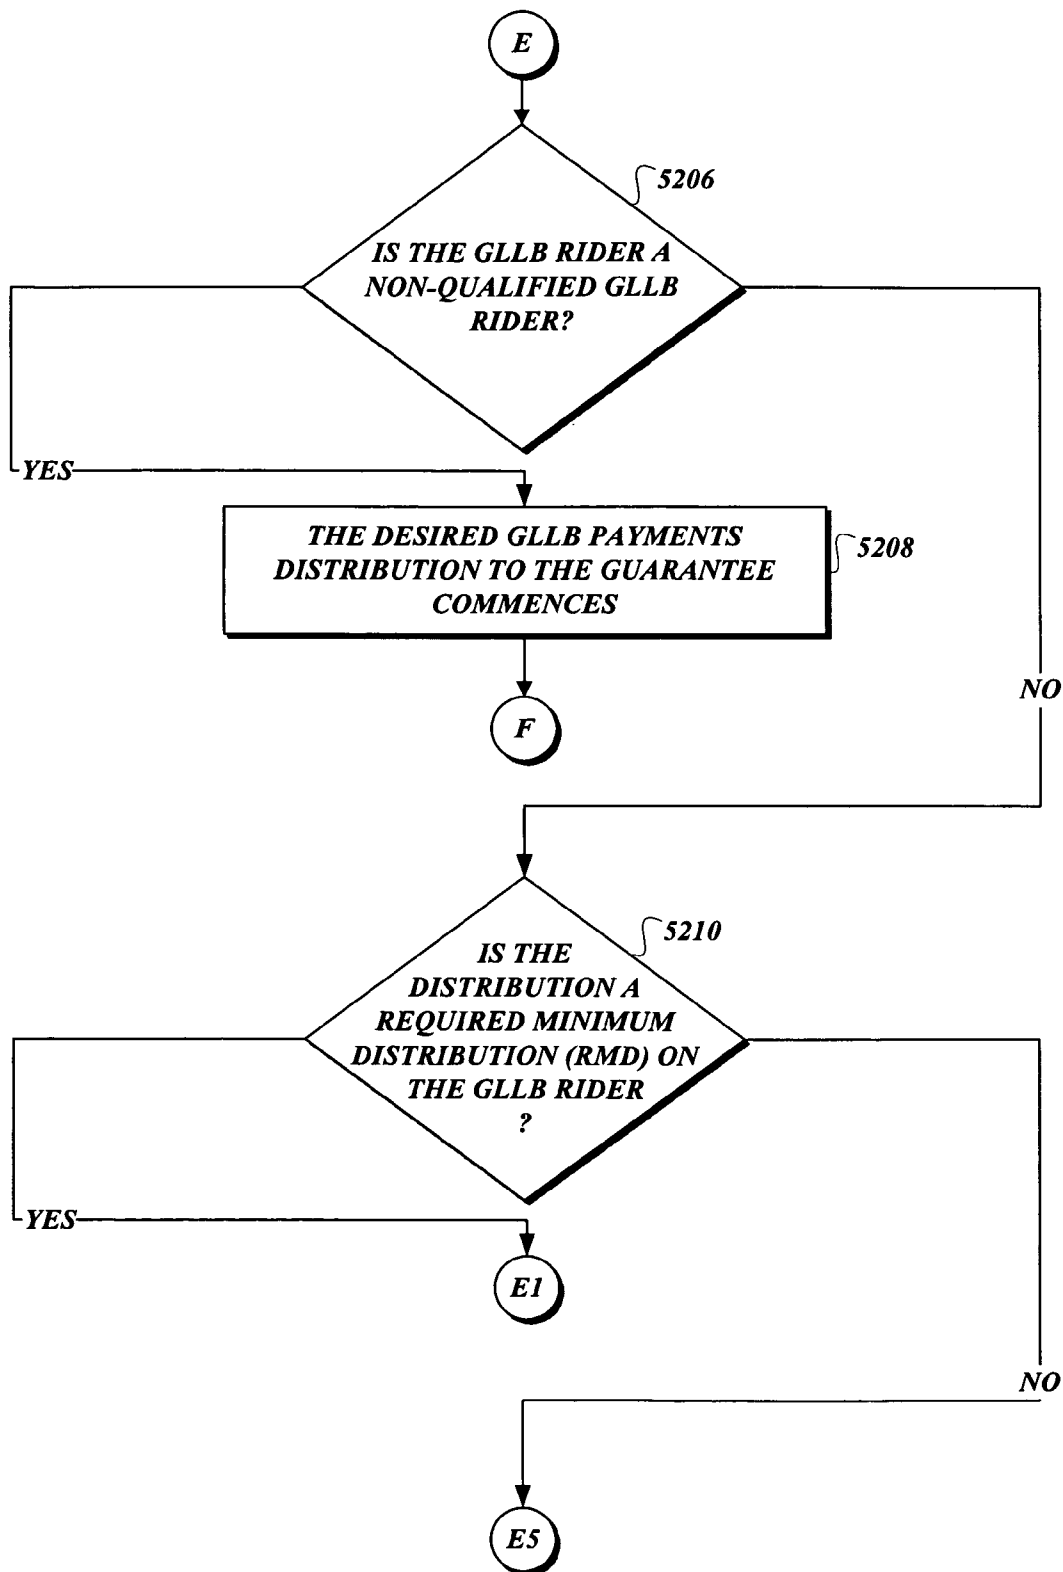 E
5206
IS THE GLLB RIDER A
NON-QUALIFIED GLLB
RIDER?
YES
THE DESIRED GLLB PAYMENTS
DISTRIBUTION TO THE GUARANTEE
COMMENCES
5208
NO
F
5210
IS THE
DISTRIBUTION A
REQUIRED MINIMUM
DISTRIBUTION (RMD) ON
THE GLLB RIDER
?
YES
E1
NO
E5